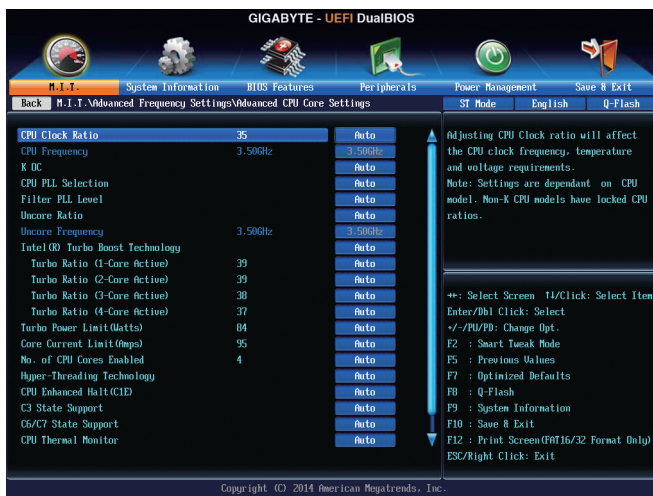 GIGABYTE - UEFI DualBIOS
M.I.T. System Information BIOS Features Peripherals Power Management Save & Exit
Back M.I.T.\Advanced Frequency Settings\Advanced CPU Core Settings ST Mode English Q-Flash
CPU Clock Ratio 35 Auto
CPU Frequency 3.50GHz 3.50GHz
K OC Auto
CPU PLL Selection Auto
Filter PLL Level Auto
Uncore Ratio Auto
Uncore Frequency 3.50GHz 3.50GHz
Intel(R) Turbo Boost Technology Auto
Turbo Ratio (1-Core Active) 39 Auto
Turbo Ratio (2-Core Active) 39 Auto
Turbo Ratio (3-Core Active) 38 Auto
Turbo Ratio (4-Core Active) 37 Auto
Turbo Power Limit(Watts) 84 Auto
Core Current Limit(Amps) 95 Auto
No. of CPU Cores Enabled 4 Auto
Hyper-Threading Technology Auto
CPU Enhanced Halt(C1E) Auto
C3 State Support Auto
C6/C7 State Support Auto
CPU Thermal Monitor Auto
Adjusting CPU Clock ratio will affect
the CPU clock frequency, temperature
and voltage requirements.
Note: Settings are dependant on CPU
model. Non-K CPU models have locked CPU
ratios.
→←: Select Screen ↑↓/Click: Select Item
Enter/Dbl Click: Select
+/-/PU/PD: Change Opt.
F2 : Smart Tweak Mode
F5 : Previous Values
F7 : Optimized Defaults
F8 : Q-Flash
F9 : System Information
F10 : Save & Exit
F12 : Print Screen(FAT16/32 Format Only)
ESC/Right Click: Exit
Copyright (C) 2014 American Megatrends, Inc.